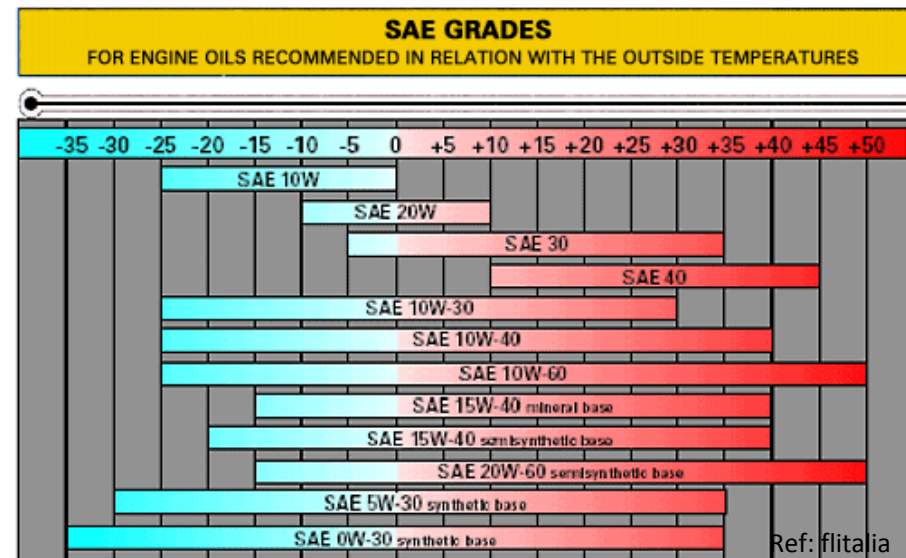 SAE GRADES
FOR ENGINE OILS RECOMMENDED IN RELATION WITH THE OUTSIDE TEMPERATURES
-35 -30 -25 -20 -15 -10 -5 0 +5 +10 +15 +20 +25 +30 +35 +40 +45 +50
SAE 10W
SAE 20W
SAE 30
SAE 40
SAE 10W-30
SAE 10W-40
SAE 10W-60
SAE 15W-40 mineral base
SAE 15W-40 semisynthetic base
SAE 20W-60 semisynthetic base
SAE 5W-30 synthetic base
SAE 0W-30 synthetic base
Ref: flitalia